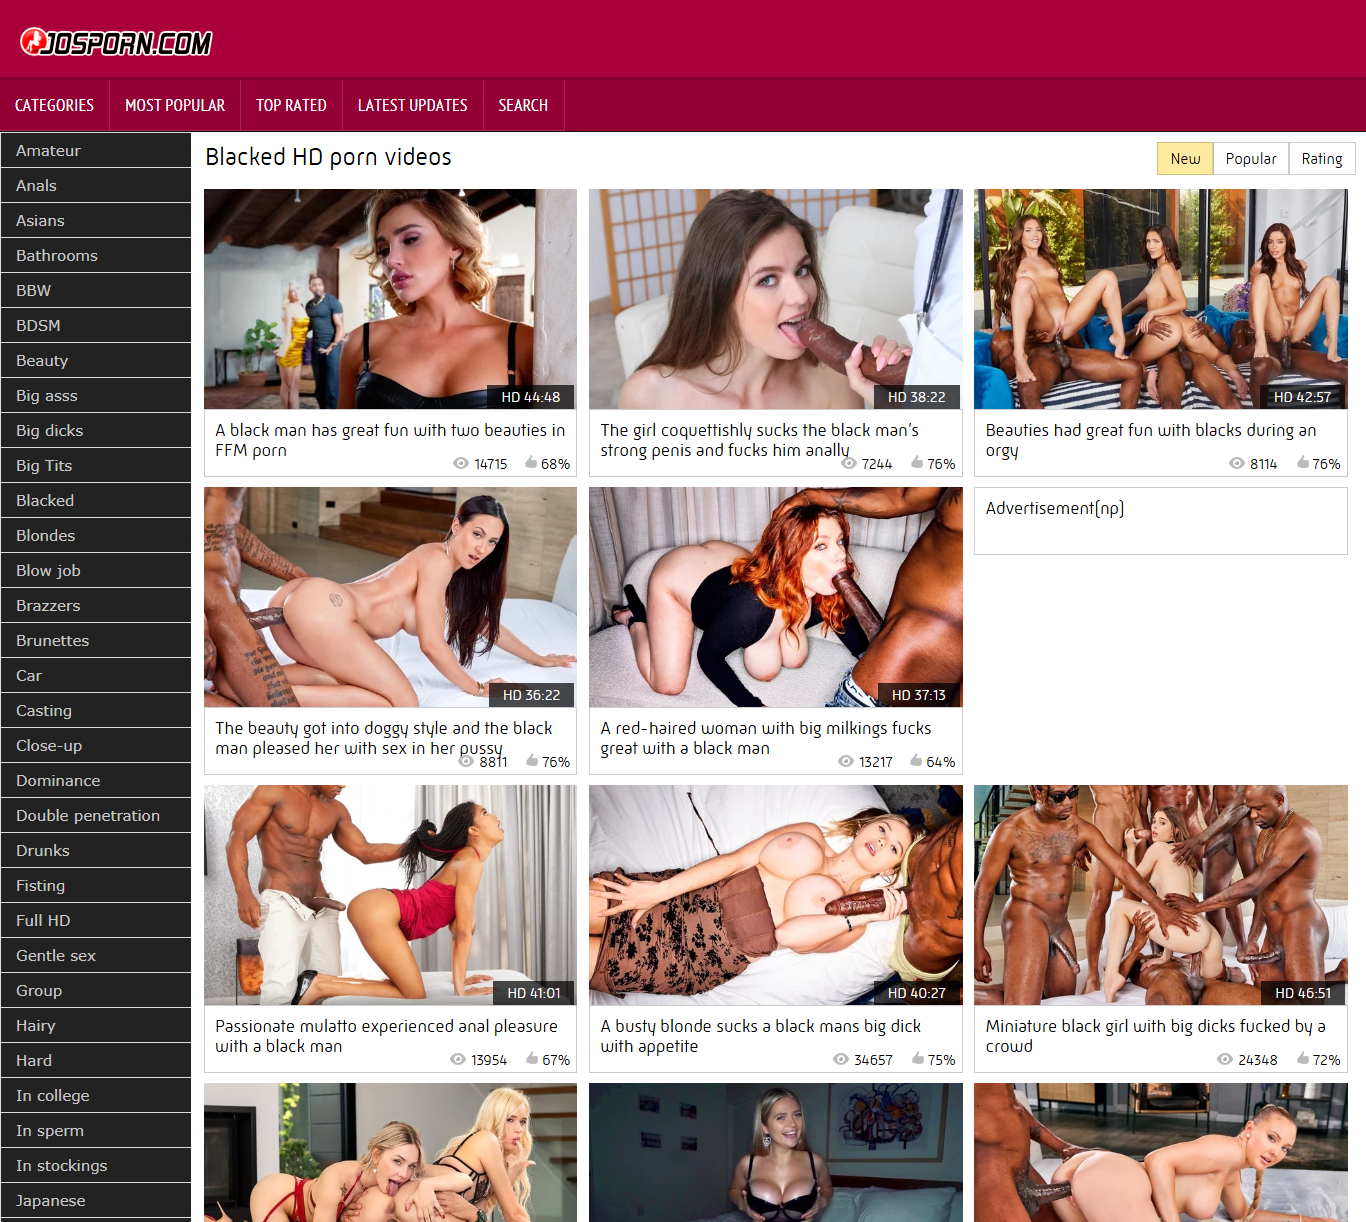 JOSPORN.COM
CATEGORIES
MOST POPULAR
TOP RATED
LATEST UPDATES
SEARCH
Amateur
Anals
Asians
Bathrooms
BBW
BDSM
Beauty
Big asss
Big dicks
Big Tits
Blacked
Blondes
Blow job
Brazzers
Brunettes
Car
Casting
Close-up
Dominance
Double penetration
Drunks
Fisting
Full HD
Gentle sex
Group
Hairy
Hard
In college
In sperm
In stockings
Japanese
Blacked HD porn videos
New
Popular
Rating
HD 44:48
A black man has great fun with two beauties in
FFM porn
14715 68%
HD 38:22
The girl coquettishly sucks the black man's
strong penis and fucks him anally
7244 76%
HD 42:57
Beauties had great fun with blacks during an
orgy
8114 76%
HD 36:22
The beauty got into doggy style and the black
man pleased her with sex in her pussy
8811 76%
HD 37:13
A red-haired woman with big milkings fucks
great with a black man
13217 64%
Advertisement(np)
HD 41:01
Passionate mulatto experienced anal pleasure
with a black man
13954 67%
HD 40:27
A busty blonde sucks a black mans big dick
with appetite
34657 75%
HD 46:51
Miniature black girl with big dicks fucked by a
crowd
24348 72%